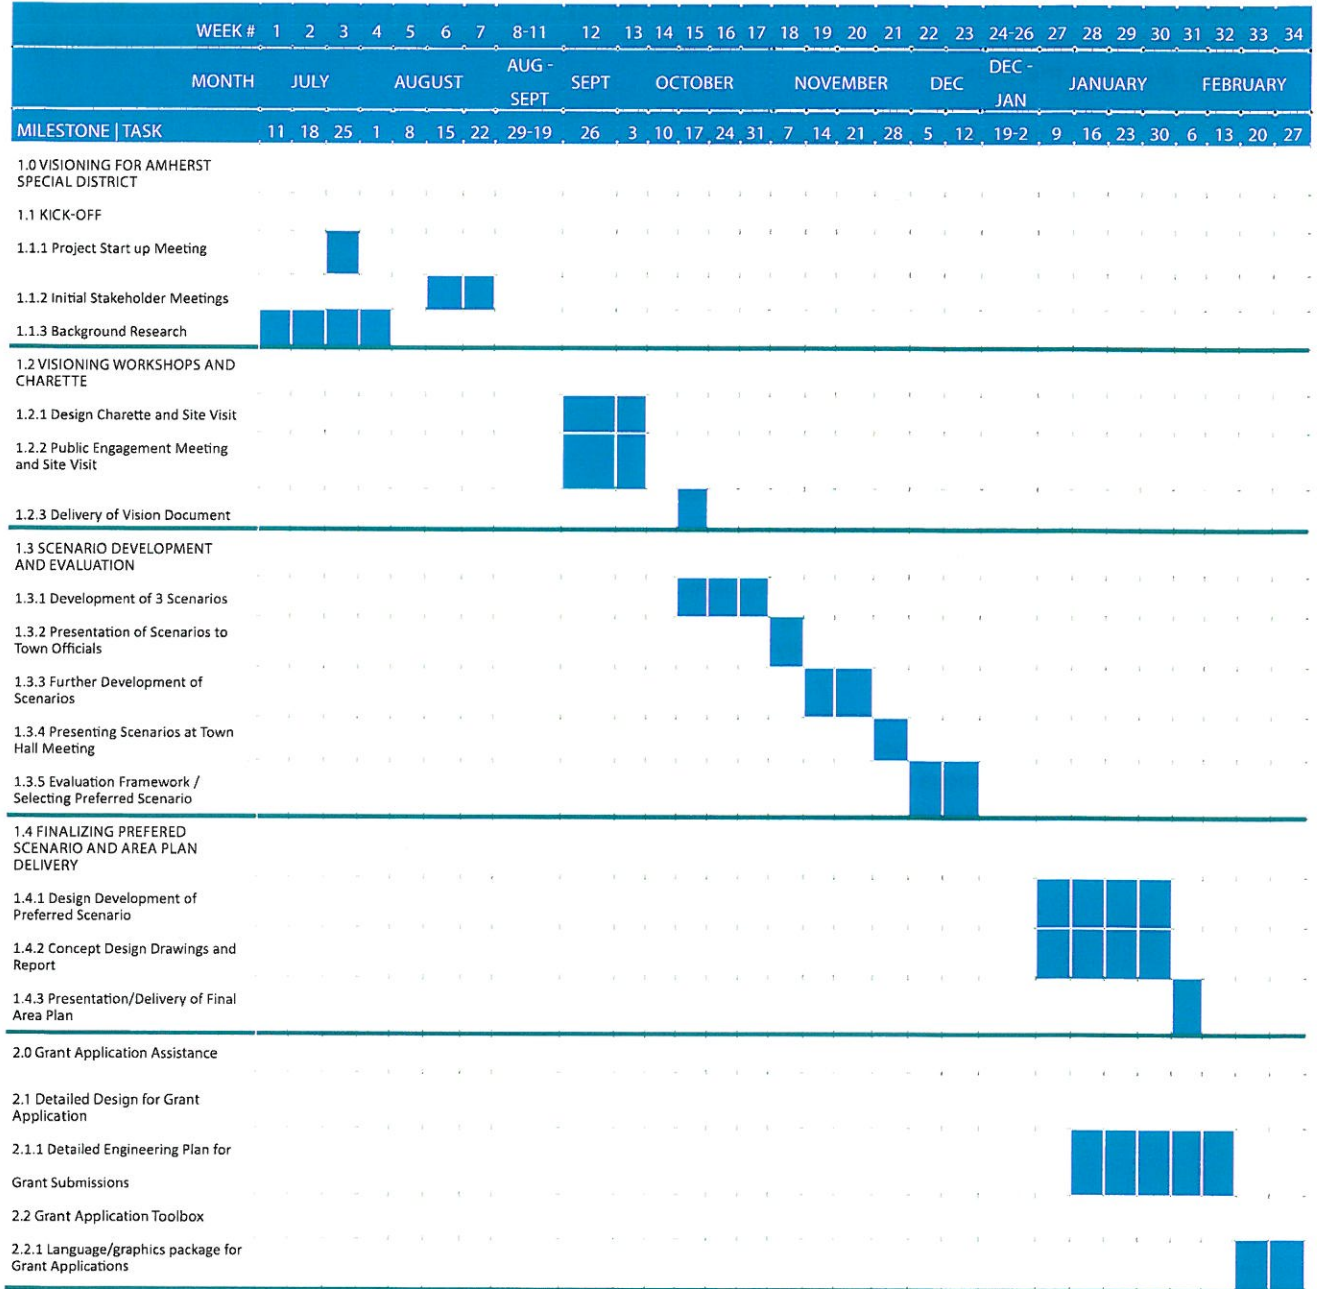 WEEK # 1 2 3 4 5 6 7 8-11 12 13 14 15 16 17 18 19 20 21 22 23 24-26 27 28 29 30 31 32 33 34
MONTH JULY AUGUST AUG - SEPT SEPT OCTOBER NOVEMBER DEC DEC - JAN JANUARY FEBRUARY
MILESTONE | TASK 11 18 25 1 8 15 22 29-19 26 3 10 17 24 31 7 14 21 28 5 12 19-2 9 16 23 30 6 13 20 27
1.0 VISIONING FOR AMHERST
SPECIAL DISTRICT
1.1 KICK-OFF
1.1.1 Project Start up Meeting
1.1.2 Initial Stakeholder Meetings
1.1.3 Background Research
1.2 VISIONING WORKSHOPS AND
CHARETTE
1.2.1 Design Charette and Site Visit
1.2.2 Public Engagement Meeting
and Site Visit
1.2.3 Delivery of Vision Document
1.3 SCENARIO DEVELOPMENT
AND EVALUATION
1.3.1 Development of 3 Scenarios
1.3.2 Presentation of Scenarios to
Town Officials
1.3.3 Further Development of
Scenarios
1.3.4 Presenting Scenarios at Town
Hall Meeting
1.3.5 Evaluation Framework /
Selecting Preferred Scenario
1.4 FINALIZING PREFERED
SCENARIO AND AREA PLAN
DELIVERY
1.4.1 Design Development of
Preferred Scenario
1.4.2 Concept Design Drawings and
Report
1.4.3 Presentation/Delivery of Final
Area Plan
2.0 Grant Application Assistance
2.1 Detailed Design for Grant
Application
2.1.1 Detailed Engineering Plan for
Grant Submissions
2.2 Grant Application Toolbox
2.2.1 Language/graphics package for
Grant Applications